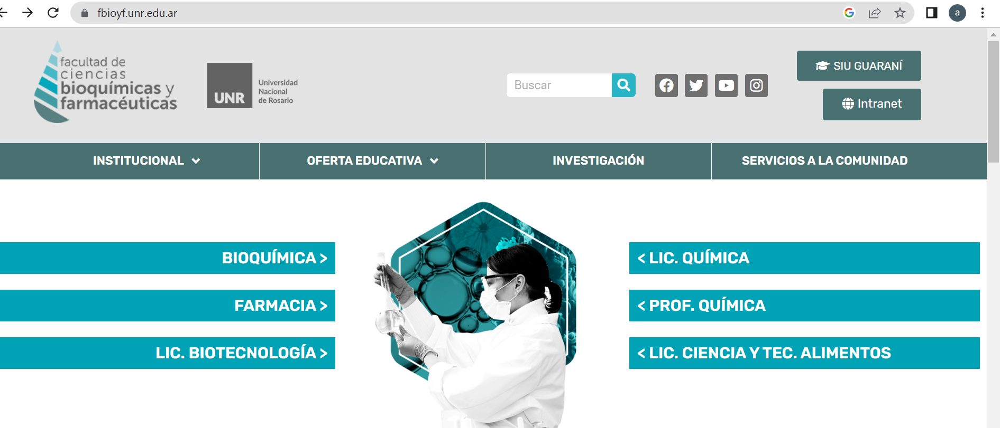 fbioyf.unr.edu.ar
a
facultad de
ciencias
bioquímicas y
farmacéuticas
UNR
Universidad
Nacional
de Rosario
Buscar
SIU GUARANÍ
Intranet
INSTITUCIONAL
OFERTA EDUCATIVA
INVESTIGACIÓN
SERVICIOS A LA COMUNIDAD
BIOQUÍMICA >
FARMACIA >
LIC. BIOTECNOLOGÍA >
< LIC. QUÍMICA
< PROF. QUÍMICA
< LIC. CIENCIA Y TEC. ALIMENTOS